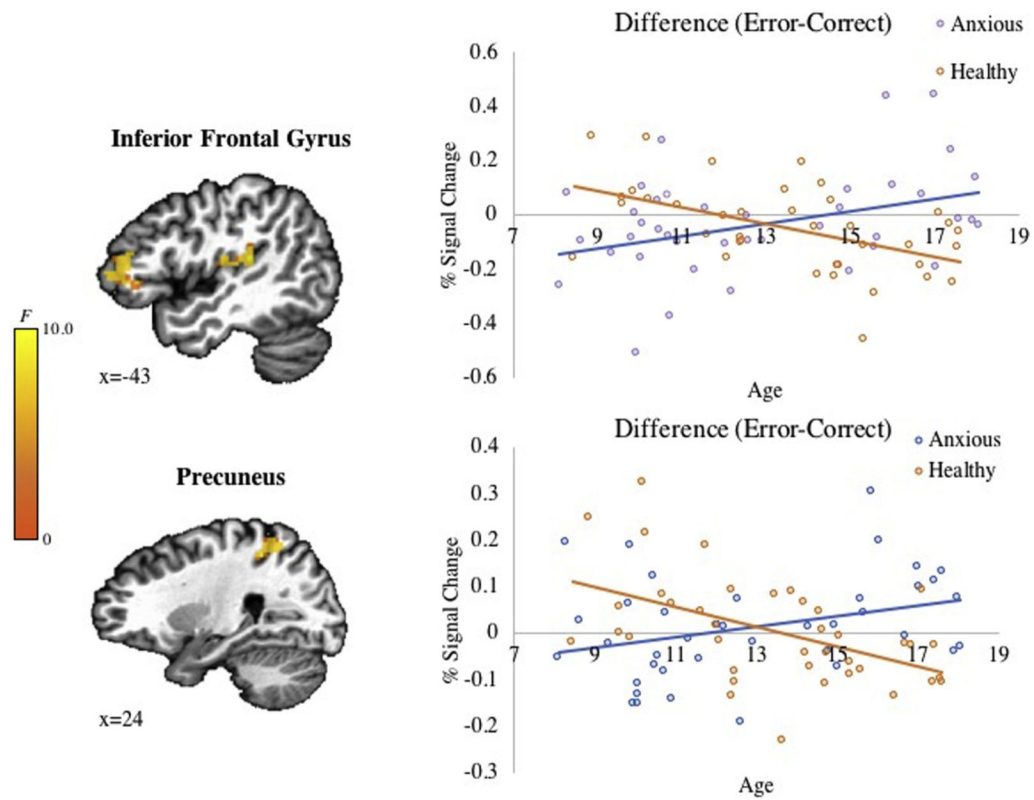 Difference (Error-Correct)
Anxious
Healthy
0.6
0.4
0.2
0
-0.2
-0.4
-0.6
% Signal Change
7 9 11 13 15 17 19
Age
Inferior Frontal Gyrus
x=-43
F
10.0
0
Difference (Error-Correct)
Anxious
Healthy
0.4
0.3
0.2
0.1
0
-0.1
-0.2
-0.3
% Signal Change
7 9 11 13 15 17 19
Age
Precuneus
x=24